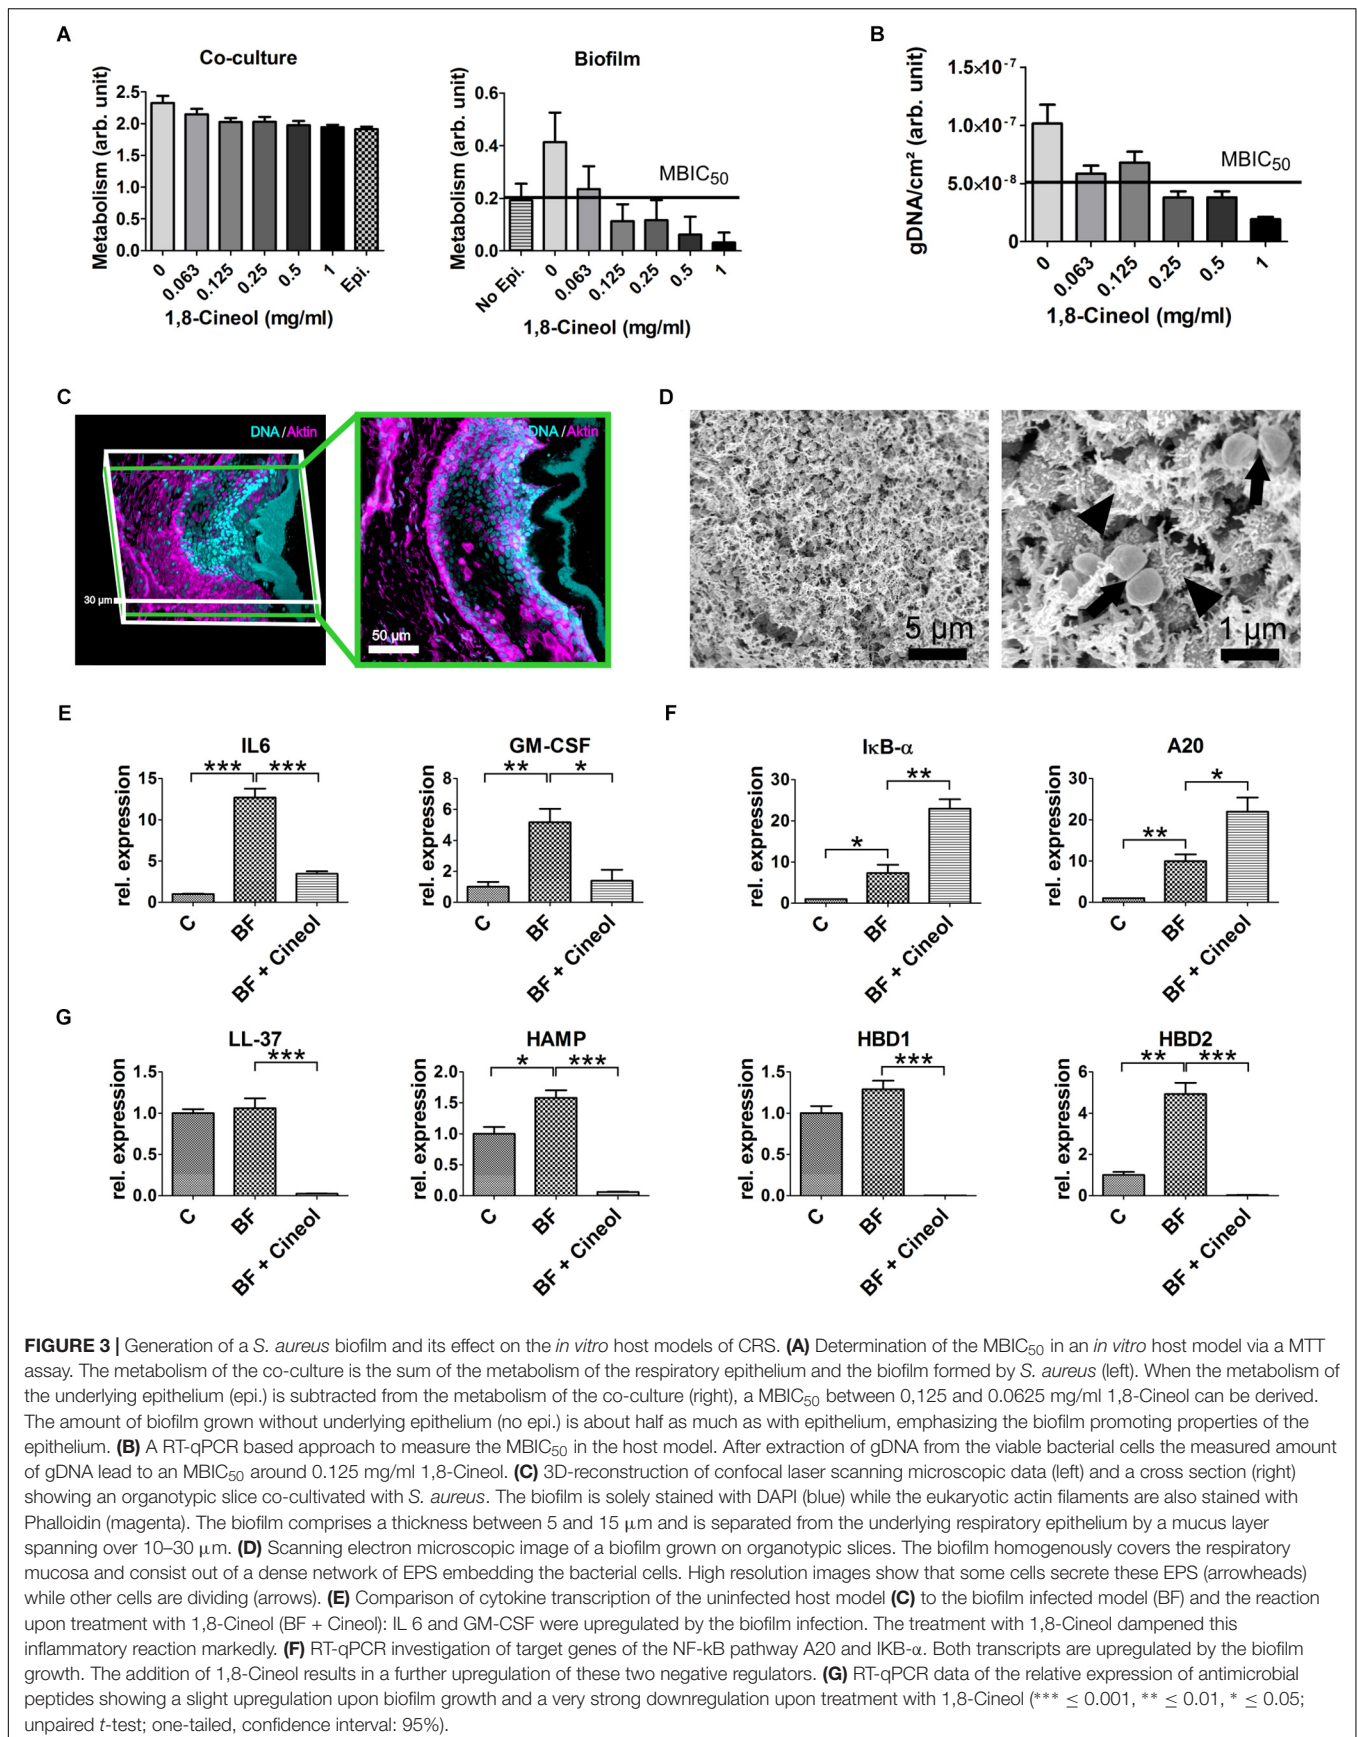 A
Co-culture
Metabolism (arb. unit)
2.5
2.0
1.5
1.0
0.5
0.0
0
0.063
0.125
0.25
0.5
1
Epi.
1,8-Cineol (mg/ml)
Biofilm
Metabolism (arb. unit)
0.6
0.4
0.2
0.0
MBIC50
No Epi.
0
0.063
0.125
0.25
0.5
1
1,8-Cineol (mg/ml)
B
gDNA/cm² (arb. unit)
1.5×10-7
1.0×10-7
5.0×10-8
0
MBIC50
0
0.063
0.125
0.25
0.5
1
1,8-Cineol (mg/ml)
C
DNA/Aktin
30 µm
DNA/Aktin
50 µm
D
5 µm
1 µm
E
IL6
rel. expression
15
10
5
0
*** ***
C
BF
BF + Cineol
GM-CSF
rel. expression
8
6
4
2
0
** *
C
BF
BF + Cineol
F
IκB-α
rel. expression
30
20
10
0
* **
C
BF
BF + Cineol
A20
rel. expression
30
20
10
0
** *
C
BF
BF + Cineol
G
LL-37
rel. expression
1.5
1.0
0.5
0.0
***
C
BF
BF + Cineol
HAMP
rel. expression
2.0
1.5
1.0
0.5
0.0
* ***
C
BF
BF + Cineol
HBD1
rel. expression
1.5
1.0
0.5
0.0
***
C
BF
BF + Cineol
HBD2
rel. expression
6
4
2
0
** ***
C
BF
BF + Cineol
FIGURE 3 | Generation of a S. aureus biofilm and its effect on the in vitro host models of CRS. (A) Determination of the MBIC50 in an in vitro host model via a MTT
assay. The metabolism of the co-culture is the sum of the metabolism of the respiratory epithelium and the biofilm formed by S. aureus (left). When the metabolism of
the underlying epithelium (epi.) is subtracted from the metabolism of the co-culture (right), a MBIC50 between 0,125 and 0.0625 mg/ml 1,8-Cineol can be derived.
The amount of biofilm grown without underlying epithelium (no epi.) is about half as much as with epithelium, emphasizing the biofilm promoting properties of the
epithelium. (B) A RT-qPCR based approach to measure the MBIC50 in the host model. After extraction of gDNA from the viable bacterial cells the measured amount
of gDNA lead to an MBIC50 around 0.125 mg/ml 1,8-Cineol. (C) 3D-reconstruction of confocal laser scanning microscopic data (left) and a cross section (right)
showing an organotypic slice co-cultivated with S. aureus. The biofilm is solely stained with DAPI (blue) while the eukaryotic actin filaments are also stained with
Phalloidin (magenta). The biofilm comprises a thickness between 5 and 15 µm and is separated from the underlying respiratory epithelium by a mucus layer
spanning over 10–30 µm. (D) Scanning electron microscopic image of a biofilm grown on organotypic slices. The biofilm homogenously covers the respiratory
mucosa and consist out of a dense network of EPS embedding the bacterial cells. High resolution images show that some cells secrete these EPS (arrowheads)
while other cells are dividing (arrows). (E) Comparison of cytokine transcription of the uninfected host model (C) to the biofilm infected model (BF) and the reaction
upon treatment with 1,8-Cineol (BF + Cineol): IL 6 and GM-CSF were upregulated by the biofilm infection. The treatment with 1,8-Cineol dampened this
inflammatory reaction markedly. (F) RT-qPCR investigation of target genes of the NF-kB pathway A20 and IKB-α. Both transcripts are upregulated by the biofilm
growth. The addition of 1,8-Cineol results in a further upregulation of these two negative regulators. (G) RT-qPCR data of the relative expression of antimicrobial
peptides showing a slight upregulation upon biofilm growth and a very strong downregulation upon treatment with 1,8-Cineol (*** ≤ 0.001, ** ≤ 0.01, * ≤ 0.05;
unpaired t-test; one-tailed, confidence interval: 95%).